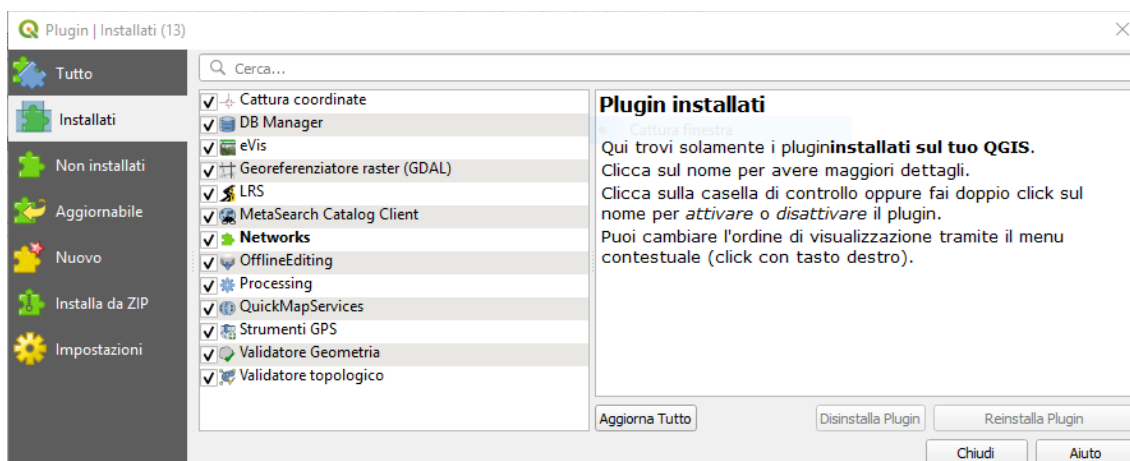 Plugin | Installati (13)
Tutto
Installati
Non installati
Aggiornabile
Nuovo
Installa da ZIP
Impostazioni
Cerca...
Cattura coordinate
DB Manager
eVis
Georeferenziatore raster (GDAL)
LRS
MetaSearch Catalog Client
Networks
OfflineEditing
Processing
QuickMapServices
Strumenti GPS
Validatore Geometria
Validatore topologico
Plugin installati
Cattura finestra
Qui trovi solamente i plugininstallati sul tuo QGIS.
Clicca sul nome per avere maggiori dettagli.
Clicca sulla casella di controllo oppure fai doppio click sul
nome per attivare o disattivare il plugin.
Puoi cambiare l'ordine di visualizzazione tramite il menu
contestuale (click con tasto destro).
Aggiorna Tutto
Disinstalla Plugin
Reinstalla Plugin
Chiudi
Aiuto